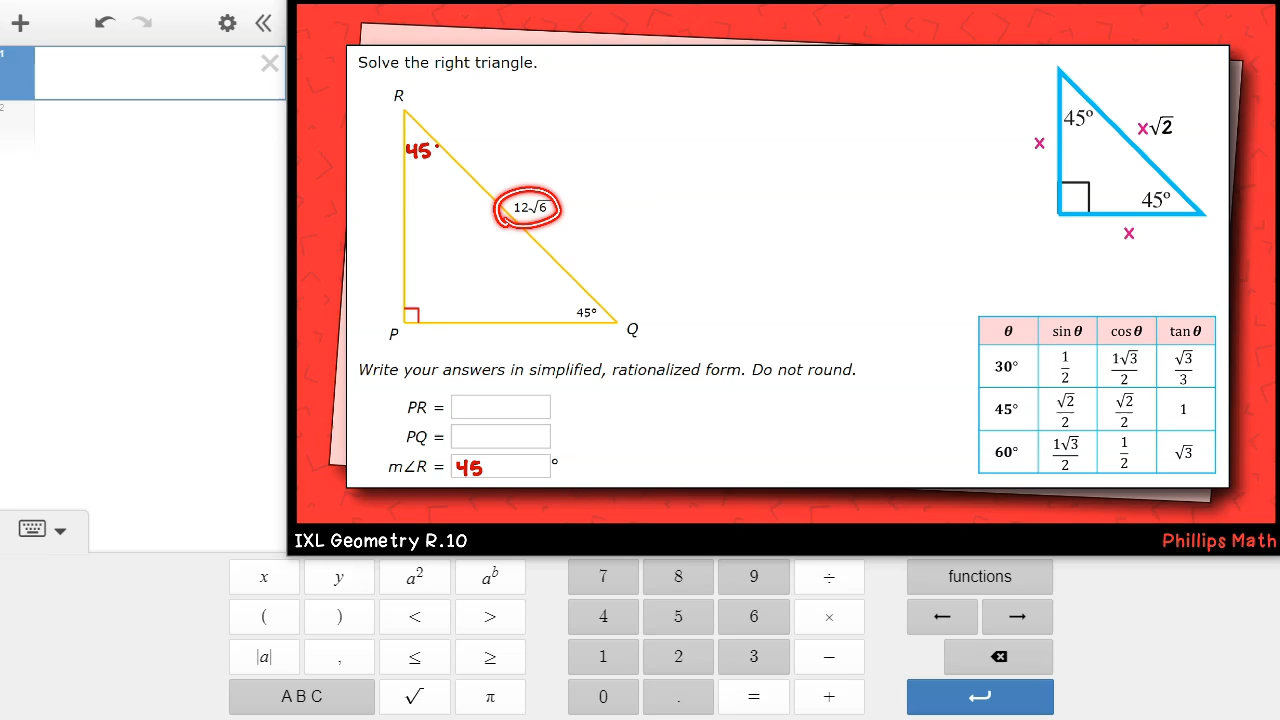 1
2
Solve the right triangle.
R
45°
12√6
45°
P
Q
45°
x√2
x
45°
x
Write your answers in simplified, rationalized form. Do not round.
PR =
PQ =
m∠R = 45 °
θ sin θ cos θ tan θ
30° 1/2 1√3/2 √3/3
45° √2/2 √2/2 1
60° 1√3/2 1/2 √3
IXL Geometry R.10
Phillips Math
x y a² aᵇ 7 8 9 ÷ functions
( ) < > 4 5 6 × ← →
|a| , ≤ ≥ 1 2 3 −
A B C √ π 0 . = +